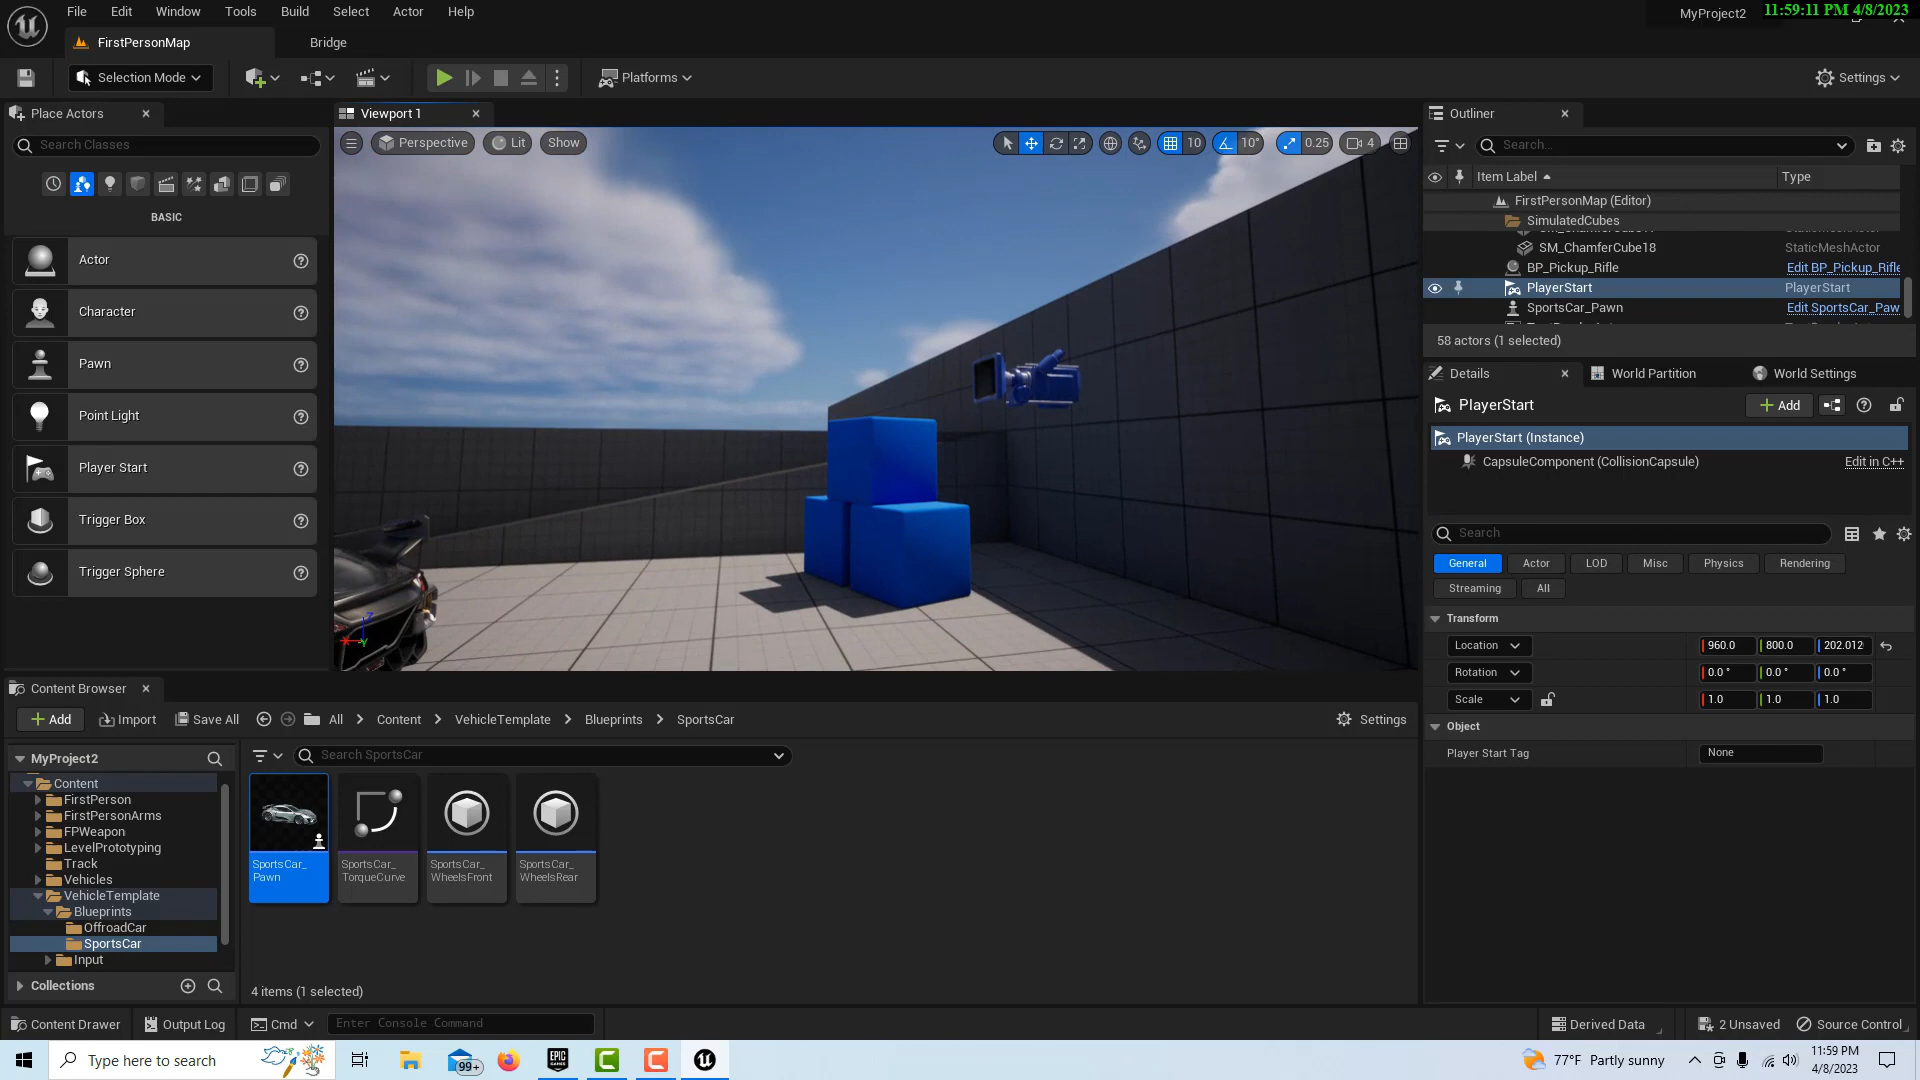 File Edit Window Tools Build Select Actor Help
MyProject2
11:59:11 PM 4/8/2023
FirstPersonMap
Bridge
Selection Mode
Platforms
Settings
Place Actors
Search Classes
BASIC
Actor
Character
Pawn
Point Light
Player Start
Trigger Box
Trigger Sphere
Viewport 1
Perspective
Lit
Show
10
10°
0.25
4
Outliner
Search...
Item Label
Type
FirstPersonMap (Editor)
SimulatedCubes
SM_ChamferCube18
StaticMeshActor
BP_Pickup_Rifle
Edit BP_Pickup_Rifle
PlayerStart
PlayerStart
SportsCar_Pawn
Edit SportsCar_Paw
58 actors (1 selected)
Details
World Partition
World Settings
PlayerStart
Add
PlayerStart (Instance)
CapsuleComponent (CollisionCapsule)
Edit in C++
Search
General
Actor
LOD
Misc
Physics
Rendering
Streaming
All
Transform
Location
960.0
800.0
202.012
Rotation
0.0 °
0.0 °
0.0 °
Scale
1.0
1.0
1.0
Object
Player Start Tag
None
Content Browser
Add
Import
Save All
All
Content
VehicleTemplate
Blueprints
SportsCar
Settings
MyProject2
Search SportsCar
Content
FirstPerson
FirstPersonArms
FPWeapon
LevelPrototyping
Track
Vehicles
VehicleTemplate
Blueprints
OffroadCar
SportsCar
Input
Collections
SportsCar_
Pawn
SportsCar_
TorqueCurve
SportsCar_
WheelsFront
SportsCar_
WheelsRear
4 items (1 selected)
Content Drawer
Output Log
Cmd
Enter Console Command
Derived Data
2 Unsaved
Source Control
Type here to search
99+
EPIC
GAMES
77°F Partly sunny
11:59 PM
4/8/2023